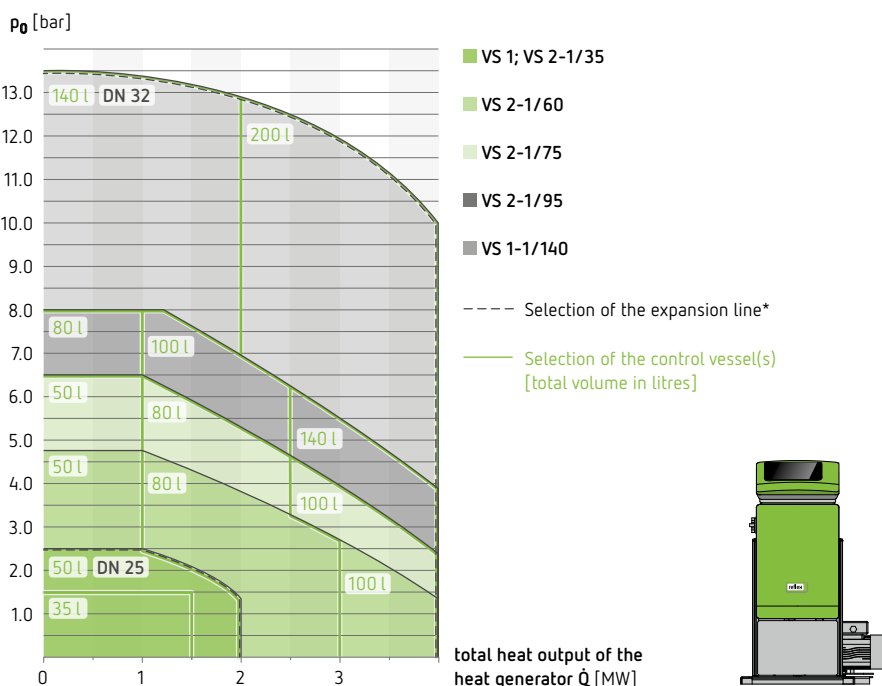 p0 [bar]
13.0
12.0
11.0
10.0
9.0
8.0
7.0
6.0
5.0
4.0
3.0
2.0
1.0
0
1
2
3
140 l DN 32
200 l
80 l
100 l
50 l
80 l
140 l
50 l
80 l
100 l
50 l DN 25
100 l
35 l
VS 1; VS 2-1/35
VS 2-1/60
VS 2-1/75
VS 2-1/95
VS 1-1/140
Selection of the expansion line*
Selection of the control vessel(s)
[total volume in litres]
reflex
total heat output of the
heat generator Q̇ [MW]